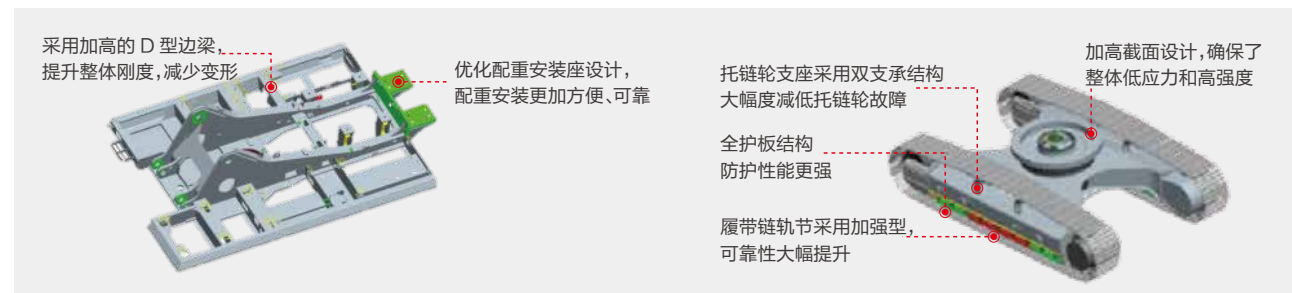 采用加高的 D 型边梁,
提升整体刚度,减少变形
优化配重安装座设计,
配重安装更加方便、可靠
托链轮支座采用双支承结构
大幅度减低托链轮故障
全护板结构
防护性能更强
履带链轨节采用加强型,
可靠性大幅提升
加高截面设计,确保了
整体低应力和高强度